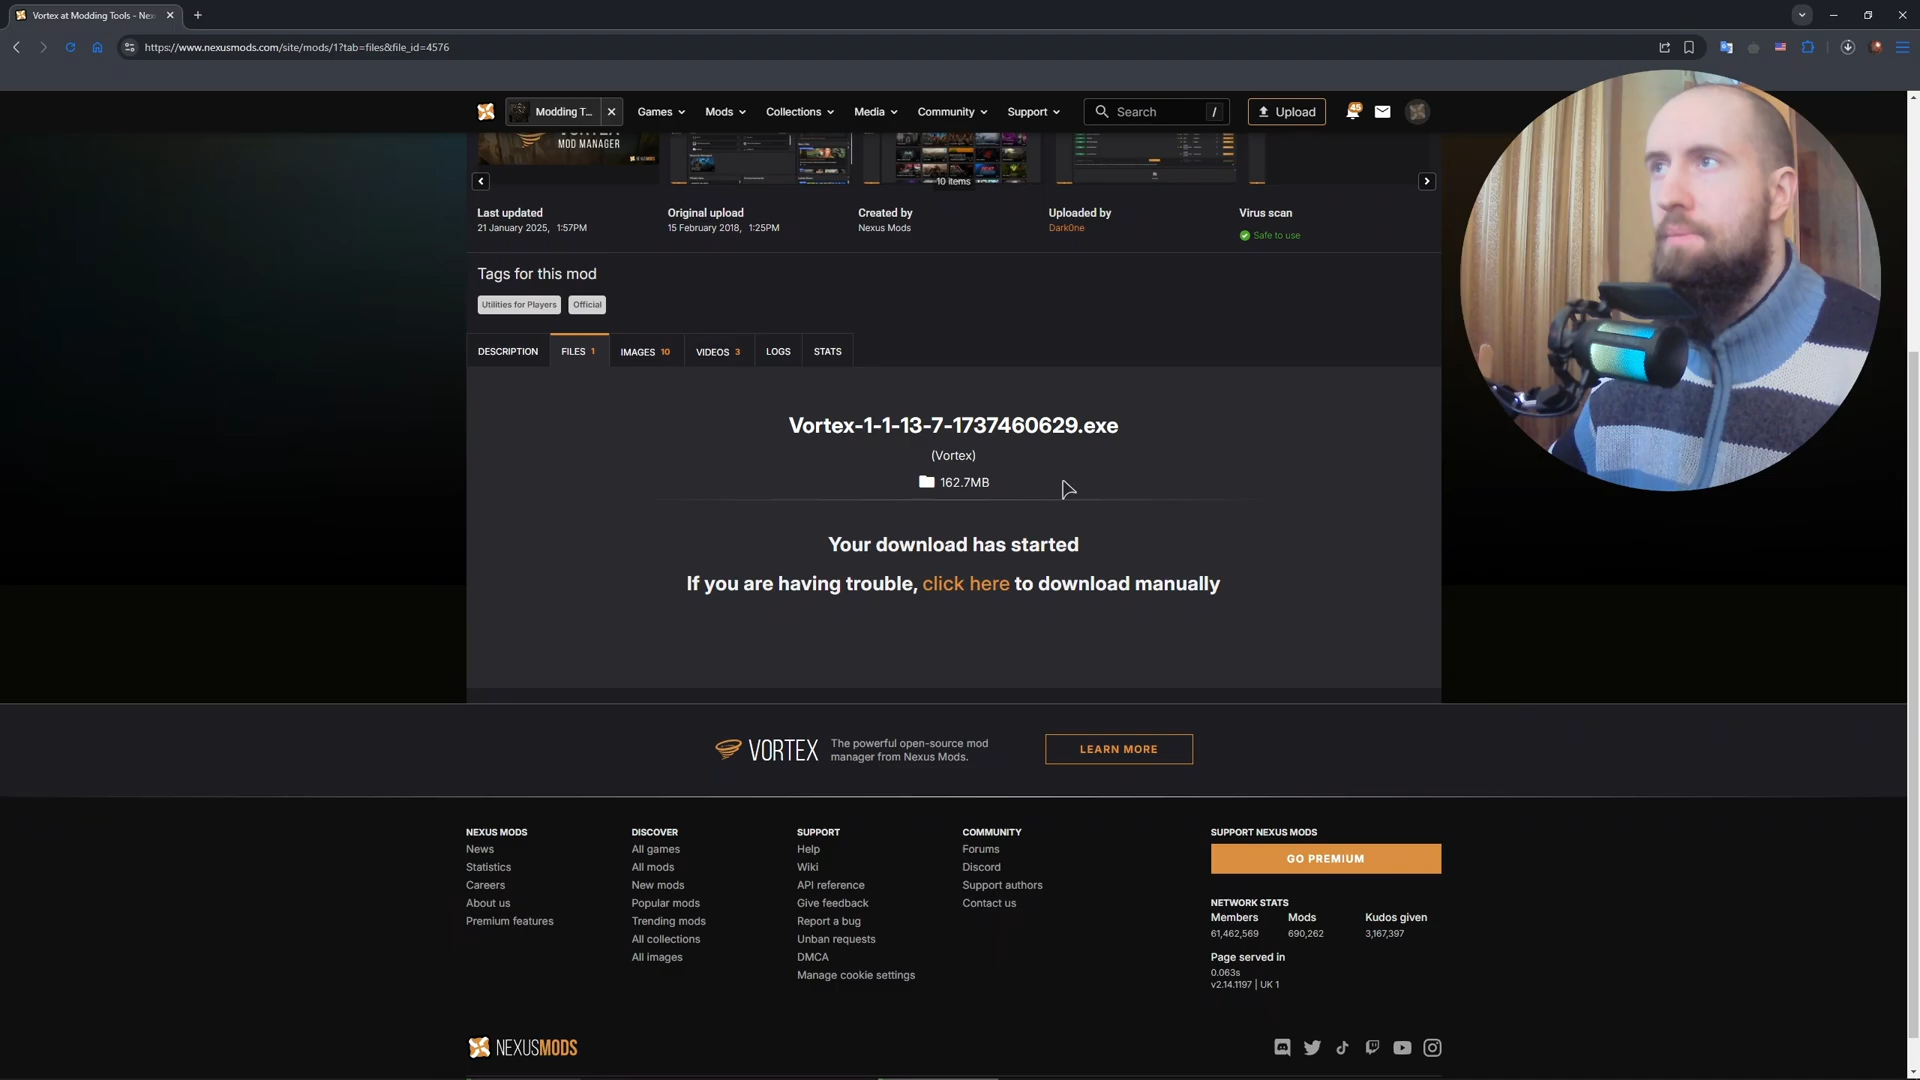 Vortex at Modding Tools - Nex
https://www.nexusmods.com/site/mods/1?tab=files&file_id=4576
Modding T...
Games
Mods
Collections
Media
Community
Support
Search
/
Upload
45
VORTEX
MOD MANAGER
10 items
Last updated
21 January 2025, 1:57PM
Original upload
15 February 2018, 1:25PM
Created by
Nexus Mods
Uploaded by
Dark0ne
Virus scan
Safe to use
Tags for this mod
Utilities for Players
Official
DESCRIPTION
FILES 1
IMAGES 10
VIDEOS 3
LOGS
STATS
Vortex-1-1-13-7-1737460629.exe
(Vortex)
162.7MB
Your download has started
If you are having trouble, click here to download manually
VORTEX
The powerful open-source mod
manager from Nexus Mods.
LEARN MORE
NEXUS MODS
News
Statistics
Careers
About us
Premium features
DISCOVER
All games
All mods
New mods
Popular mods
Trending mods
All collections
All images
SUPPORT
Help
Wiki
API reference
Give feedback
Report a bug
Unban requests
DMCA
Manage cookie settings
COMMUNITY
Forums
Discord
Support authors
Contact us
SUPPORT NEXUS MODS
GO PREMIUM
NETWORK STATS
Members
61,462,569
Mods
690,262
Kudos given
3,167,397
Page served in
0.063s
v2.14.1197 | UK 1
NEXUSMODS